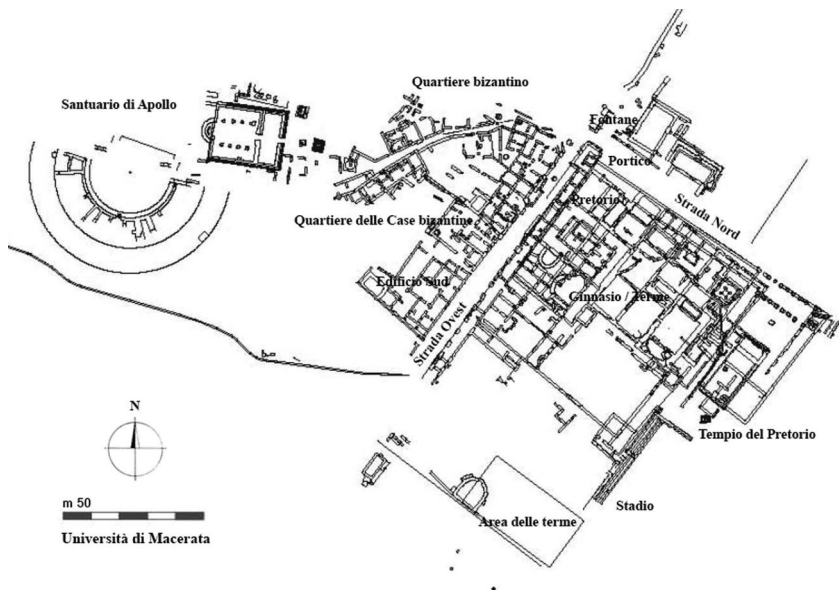 Quartiere bizantino
Santuario di Apollo
Fontane
Portico
Strada Nord
Pretorio
Quartiere delle Case bizantine
Edificio Sud
Ginnasio / Terme
Strada Ovest
N
Tempio del Pretorio
m 50
Stadio
Area delle terme
Università di Macerata